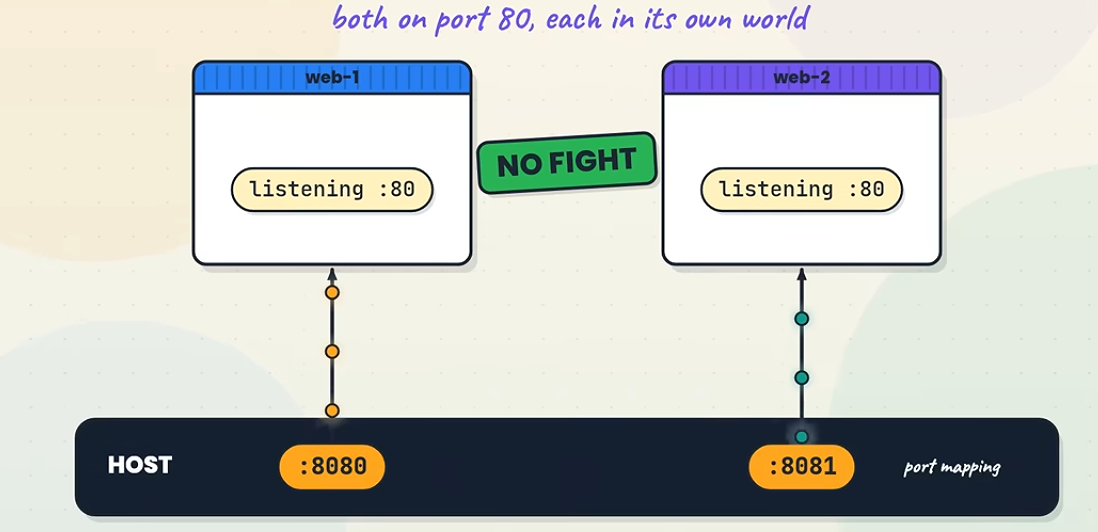 both on port 80, each in its own world
web-1
web-2
NO FIGHT
listening :80
listening :80
HOST
:8080
:8081
port mapping